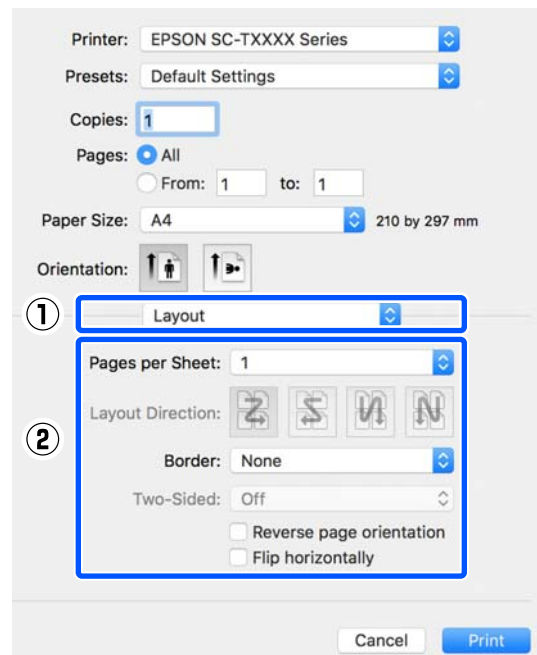 Printer: EPSON SC-TXXXX Series
Presets: Default Settings
Copies: 1
Pages: All
From: 1 to: 1
Paper Size: A4 210 by 297 mm
Orientation:
① Layout
Pages per Sheet: 1
Layout Direction:
②
Border: None
Two-Sided: Off
Reverse page orientation
Flip horizontally
Cancel Print